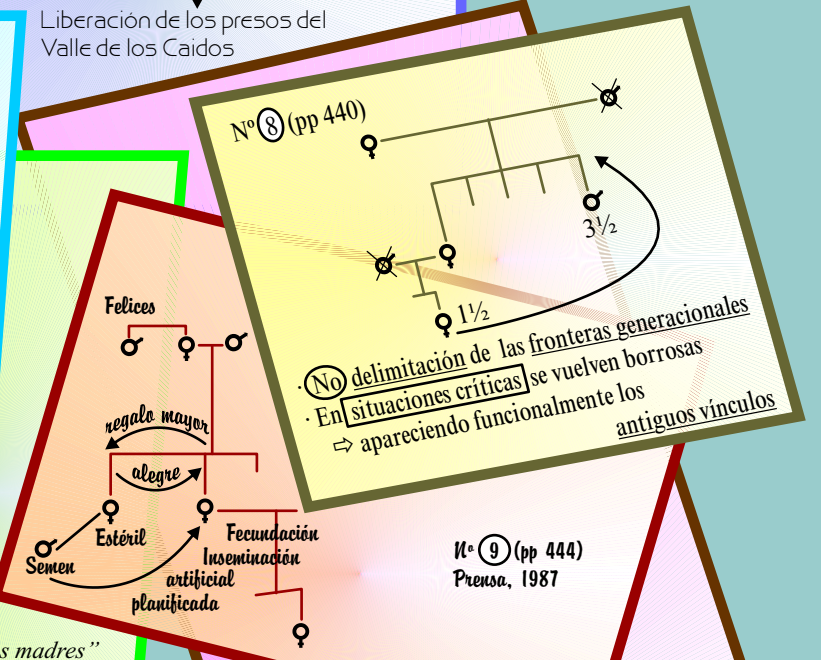 Liberación de los presos del
Valle de los Caidos
Nº 8 (pp 440)
3½
1½
· No delimitación de las fronteras generacionales
· En situaciones críticas se vuelven borrosas
⇨ apareciendo funcionalmente los
antiguos vínculos
Felices
regalo mayor
alegre
Estéril
Semen
Fecundación
Inseminación
artificial
planificada
Nº 9 (pp 444)
Prensa, 1987
s madres”